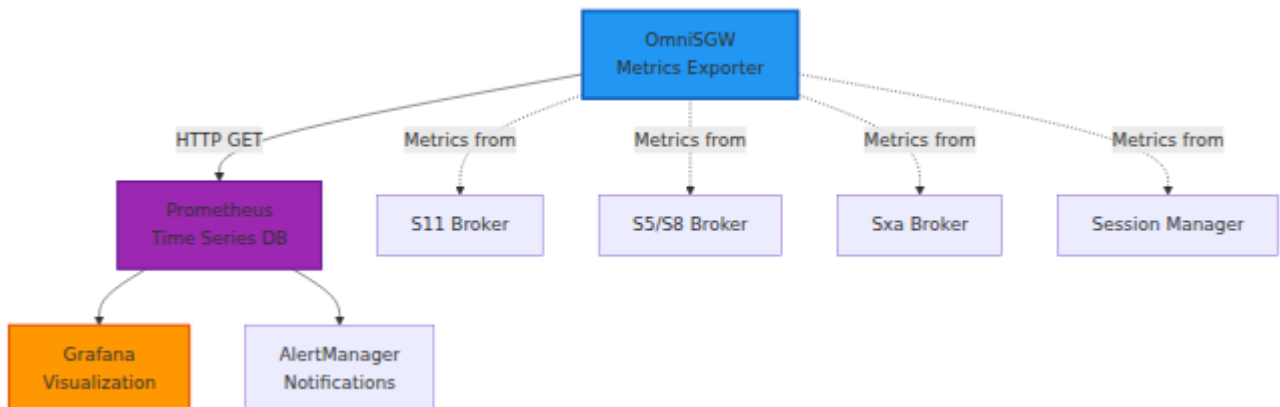 OmniSGW
Metrics Exporter
HTTP GET
Metrics from
Metrics from
Metrics from
Metrics from
Prometheus
Time Series DB
S11 Broker
S5/S8 Broker
Sxa Broker
Session Manager
Grafana
Visualization
AlertManager
Notifications